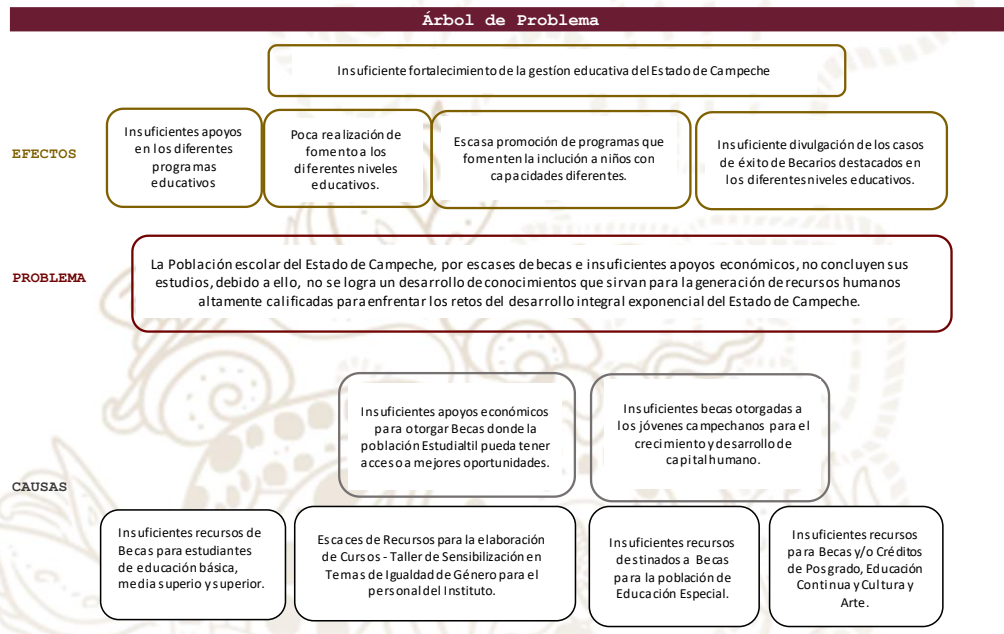 Árbol de Problema
Insuficiente fortalecimiento de la gestíon educativa del Estado de Campeche
EFECTOS
Insuficientes apoyos
en los diferentes
programas
educativos
Poca realización de
fomento a los
diferentes niveles
educativos.
Escasa promoción de programas que
fomenten la inclución a niños con
capacidades diferentes.
Insuficiente divulgación de los casos
de éxito de Becarios destacados en
los diferentes niveles educativos.
PROBLEMA
La Población escolar del Estado de Campeche, por escases de becas e insuficientes apoyos económicos, no concluyen sus
estudios, debido a ello, no se logra un desarrollo de conocimientos que sirvan para la generación de recursos humanos
altamente calificadas para enfrentar los retos del desarrollo integral exponencial del Estado de Campeche.
CAUSAS
Insuficientes apoyos económicos
para otorgar Becas donde la
población Estudialtil pueda tener
acceso a mejores oportunidades.
Insuficientes becas otorgadas a
los jóvenes campechanos para el
crecimiento y desarrollo de
capital humano.
Insuficientes recursos de
Becas para estudiantes
de educación básica,
media superio y superior.
Escaces de Recursos para la elaboración
de Cursos - Taller de Sensibilización en
Temas de Igualdad de Género para el
personal del Instituto.
Insuficientes recursos
destinados a Becas
para la población de
Educación Especial.
Insuficientes recursos
para Becas y/o Créditos
de Posgrado, Educación
Continua y Cultura y
Arte.